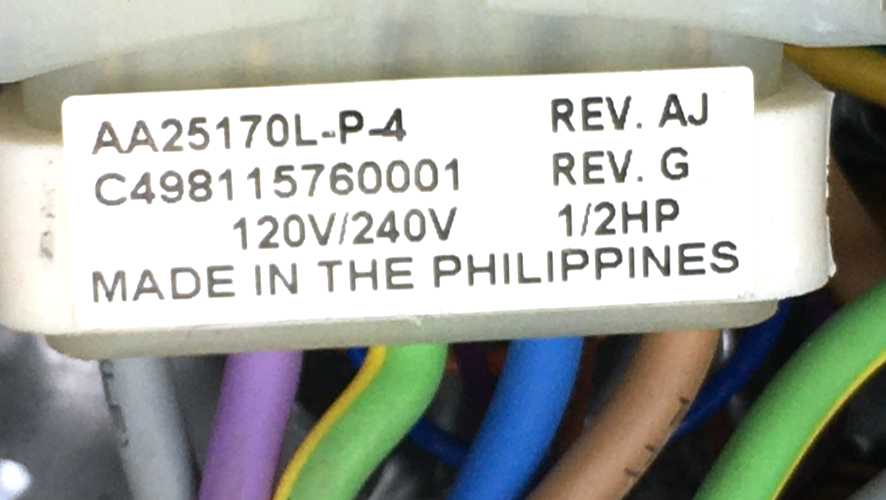 AA25170L-P-4 REV. AJ
C498115760001 REV. G
120V/240V 1/2HP
MADE IN THE PHILIPPINES